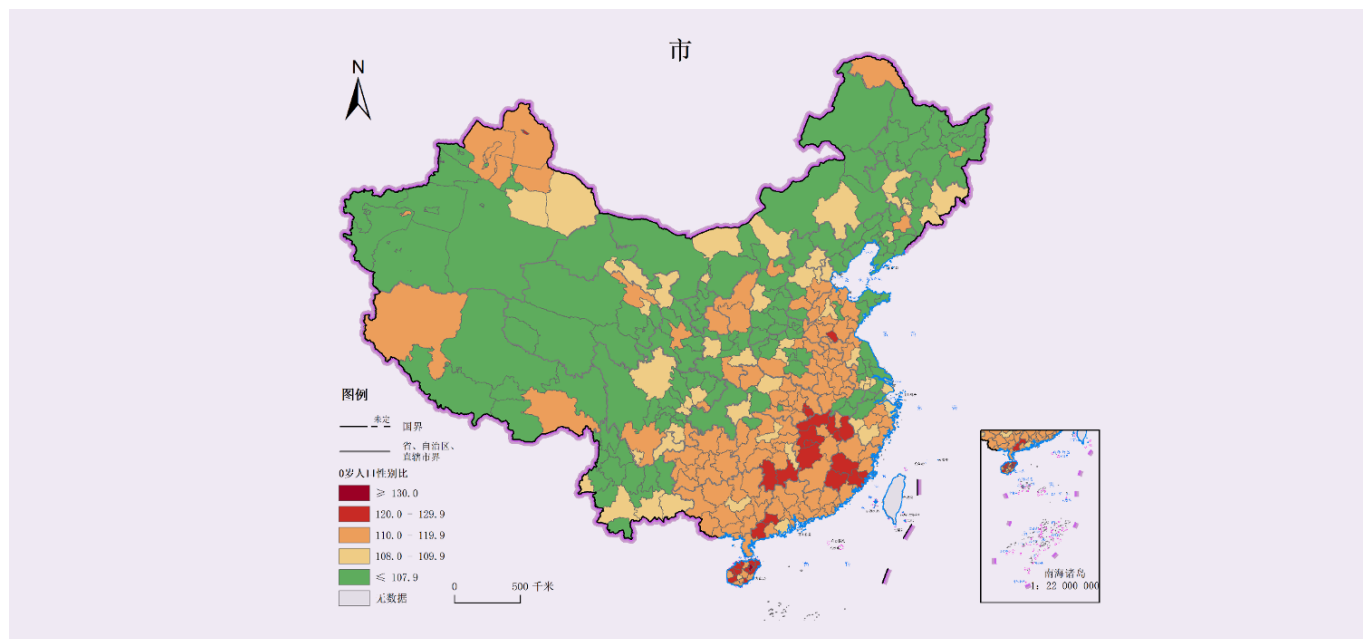 市
N
图例
未定
国界
省、自治区、
直辖市界
0岁人口性别比
≥ 130.0
120.0 - 129.9
110.0 - 119.9
108.0 - 109.9
≤ 107.9
无数据
0 500 千米
南海诸岛
1: 22 000 000